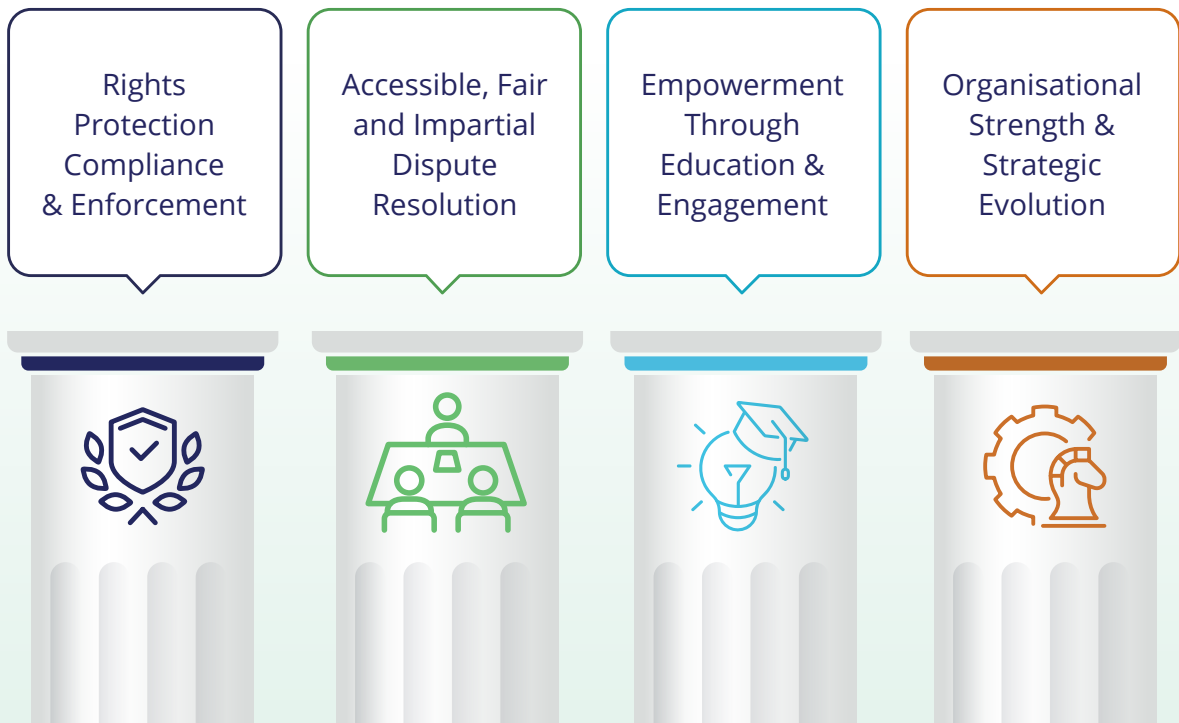 Rights
Protection
Compliance
& Enforcement
Accessible, Fair
and Impartial
Dispute
Resolution
Empowerment
Through
Education &
Engagement
Organisational
Strength &
Strategic
Evolution